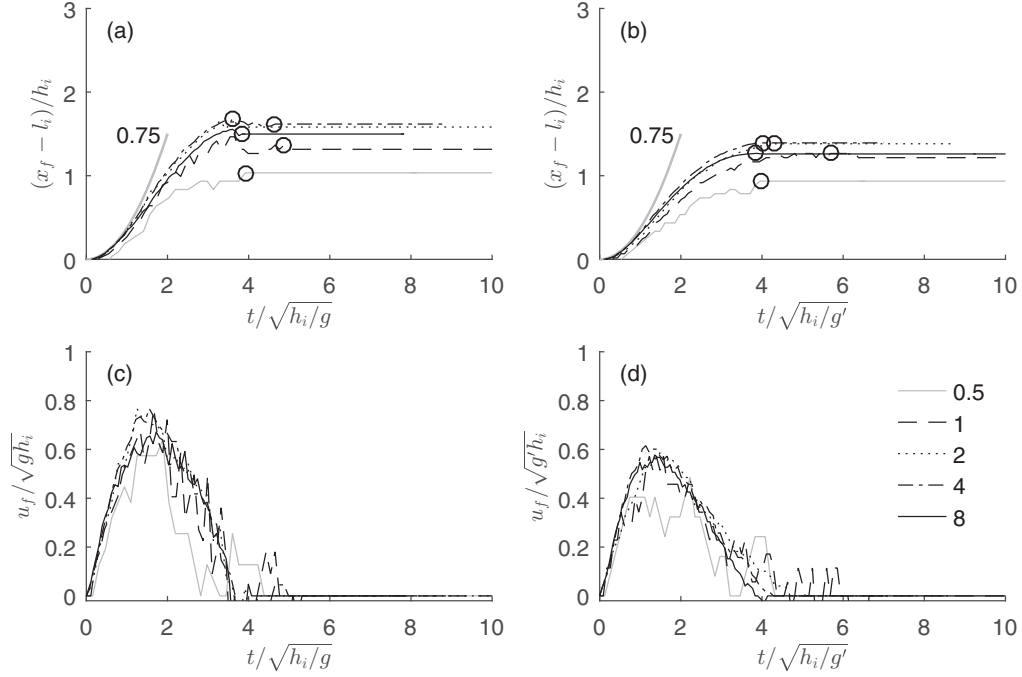 (a)
3
2
1
0
0.75
(x_f − l_i)/h_i
0 2 4 6 8 10
t/√(h_i/g)
(b)
3
2
1
0
0.75
(x_f − l_i)/h_i
0 2 4 6 8 10
t/√(h_i/g′)
(c)
1
0.8
0.6
0.4
0.2
0
u_f/√(gh_i)
0 2 4 6 8 10
t/√(h_i/g)
(d)
1
0.8
0.6
0.4
0.2
0
u_f/√(g′h_i)
0 2 4 6 8 10
t/√(h_i/g′)
0.5
1
2
4
8